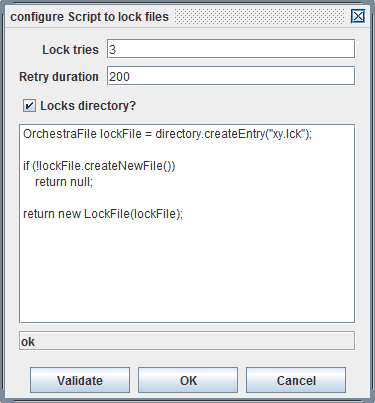 configure Script to lock files
Lock tries 3
Retry duration 200
Locks directory?
OrchestraFile lockFile = directory.createEntry("xy.lck");
if (!lockFile.createNewFile())
return null;
return new LockFile(lockFile);
ok
Validate OK Cancel